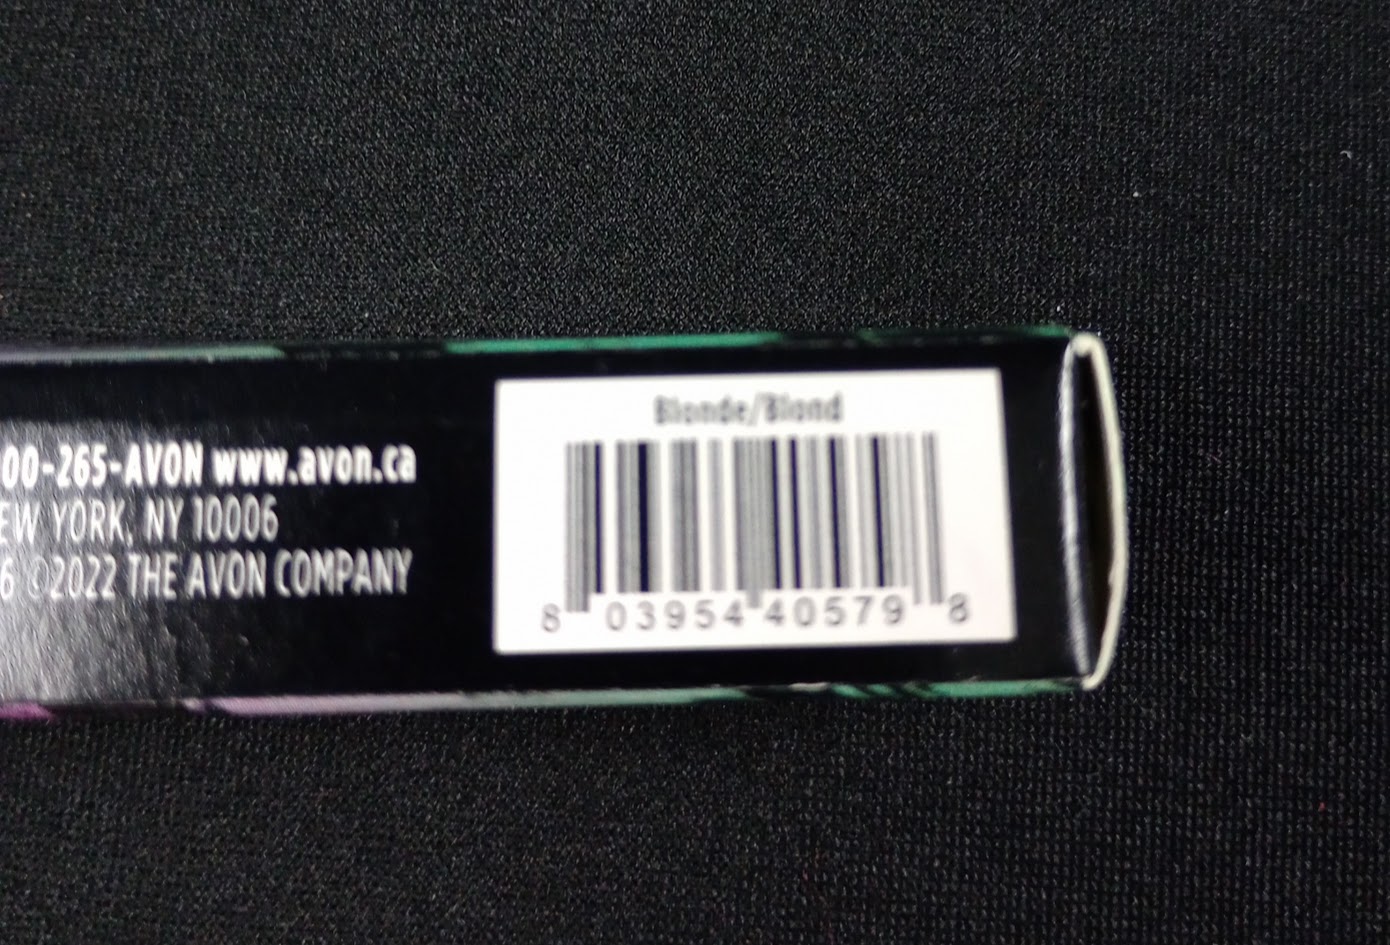 00-265-AVON www.avon.ca
EW YORK, NY 10006
6 ©2022 THE AVON COMPANY
Blonde/Blond
8 03954 40579 8